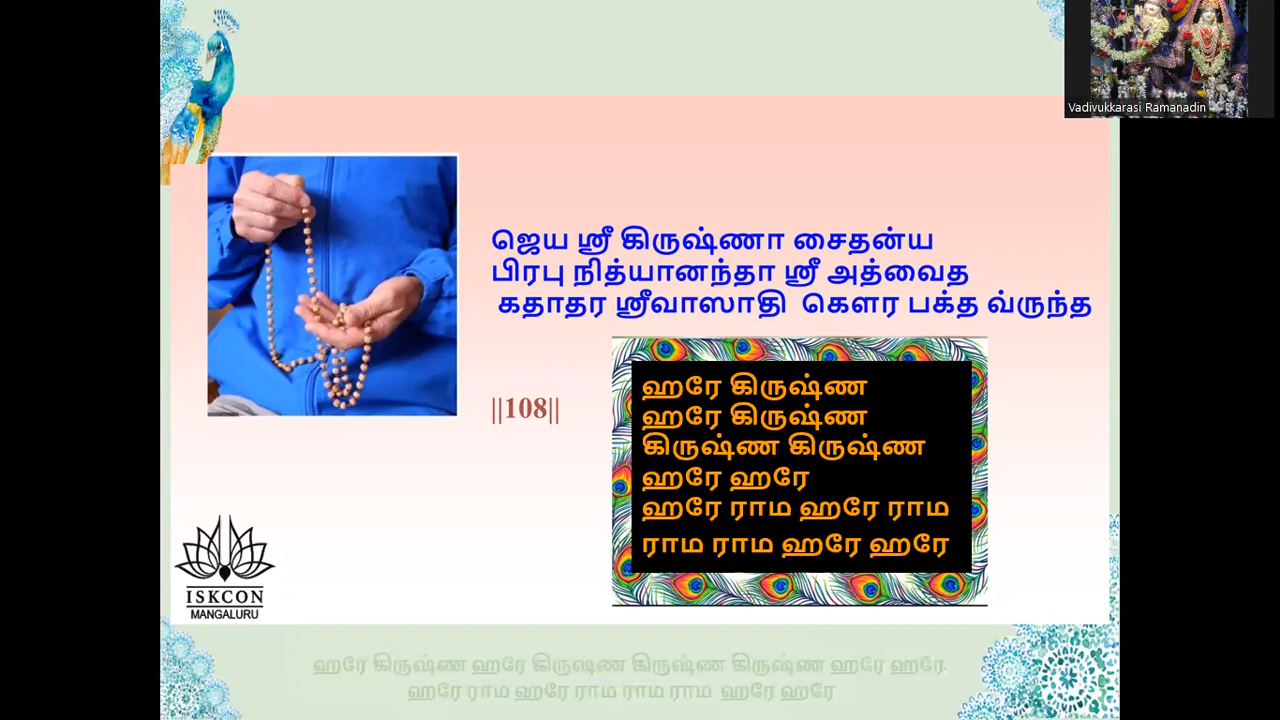 Vadivukkarasi Ramanadin
ஜெய ஸ்ரீ கிருஷ்ணா சைதன்ய
பிரபு நித்யானந்தா ஸ்ரீ அத்வைத
கதாதர ஸ்ரீவாஸாதி கௌர பக்த வ்ருந்த
||108||
ஹரே கிருஷ்ண
ஹரே கிருஷ்ண
கிருஷ்ண கிருஷ்ண
ஹரே ஹரே
ஹரே ராம ஹரே ராம
ராம ராம ஹரே ஹரே
ISKCON
MANGALURU
ஹரே கிருஷ்ண ஹரே கிருஷ்ண கிருஷ்ண கிருஷ்ண ஹரே ஹரே
ஹரே ராம ஹரே ராம ராம ராம ஹரே ஹரே